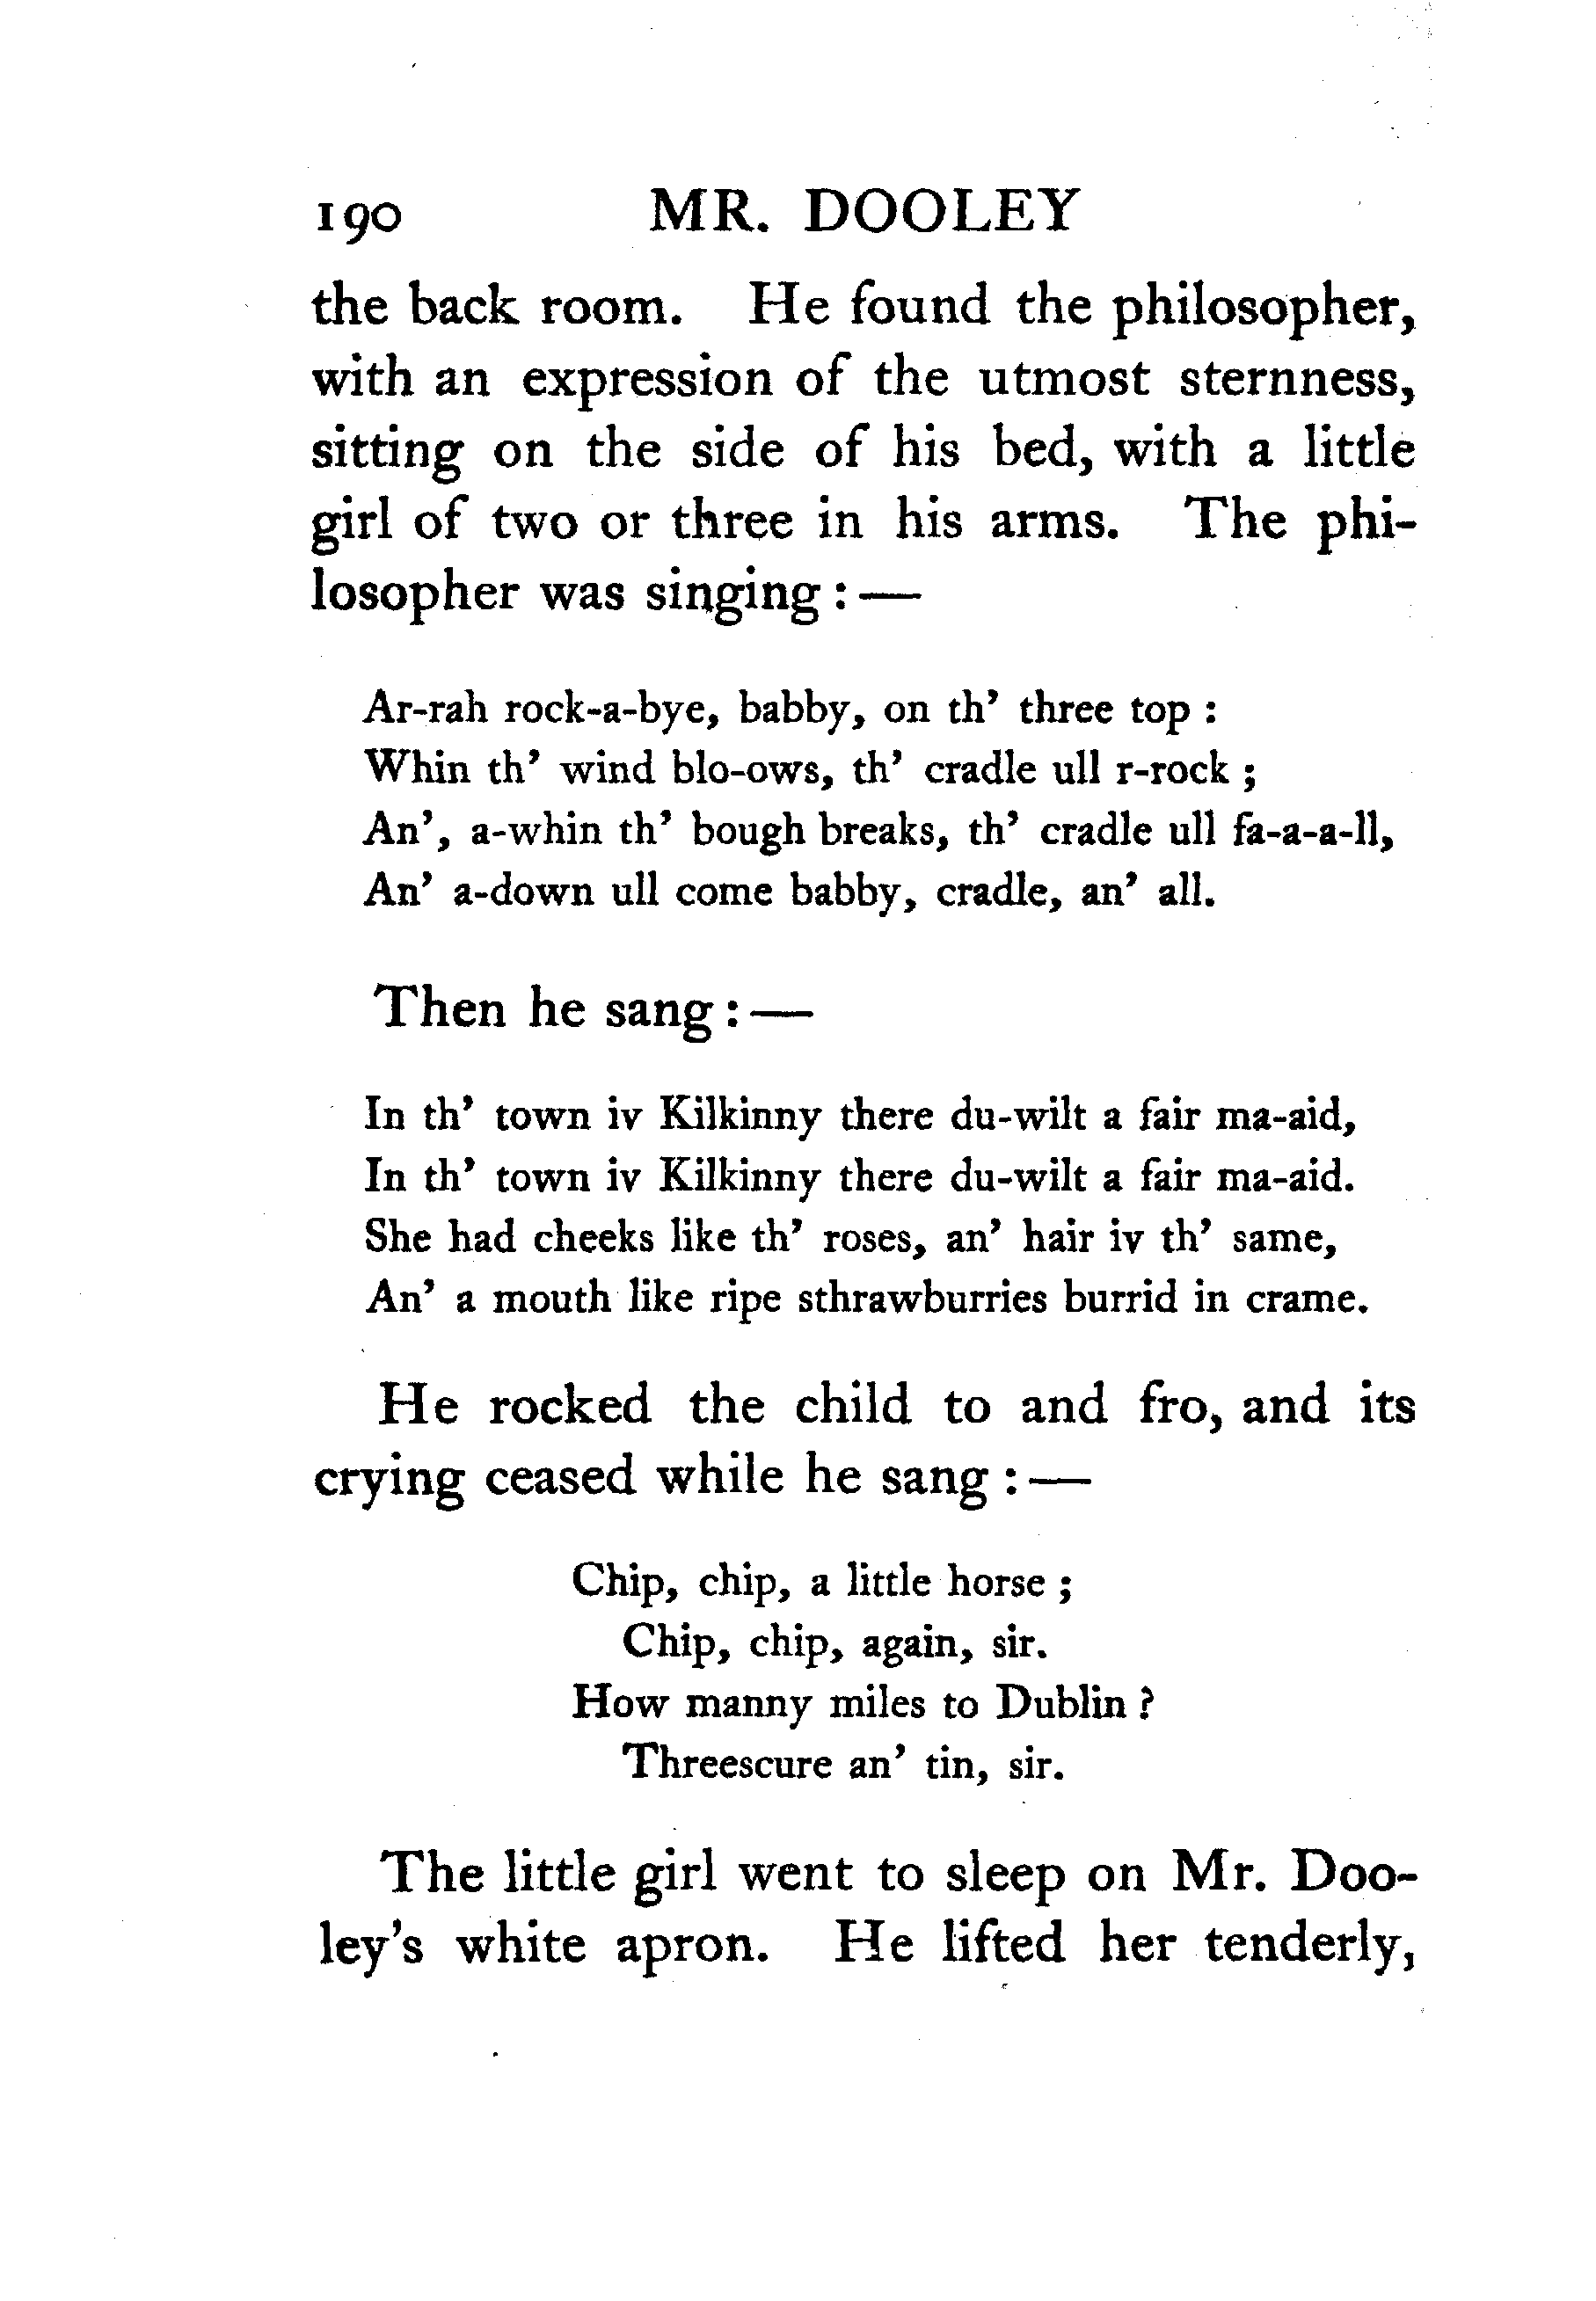 190 MR. DOOLEY
the back room. He found the philosopher,
with an expression of the utmost sternness,
sitting on the side of his bed, with a little
girl of two or three in his arms. The phi-
losopher was singing :—
Ar-rah rock-a-bye, babby, on th’ three top :
Whin th’ wind blo-ows, th’ cradle ull r-rock ;
An’, a-whin th’ bough breaks, th’ cradle ull fa-a-a-ll,
An’ a-down ull come babby, cradle, an’ all.
Then he sang :—
In th’ town iv Kilkinny there du-wilt a fair ma-aid,
In th’ town iv Kilkinny there du-wilt a fair ma-aid.
She had cheeks like th’ roses, an’ hair iv th’ same,
An’ a mouth like ripe sthrawburries burrid in crame.
He rocked the child to and fro, and its
crying ceased while he sang :—
Chip, chip, a little horse ;
Chip, chip, again, sir.
How manny miles to Dublin ?
Threescure an’ tin, sir.
The little girl went to sleep on Mr. Doo-
ley's white apron. He lifted her tenderly,